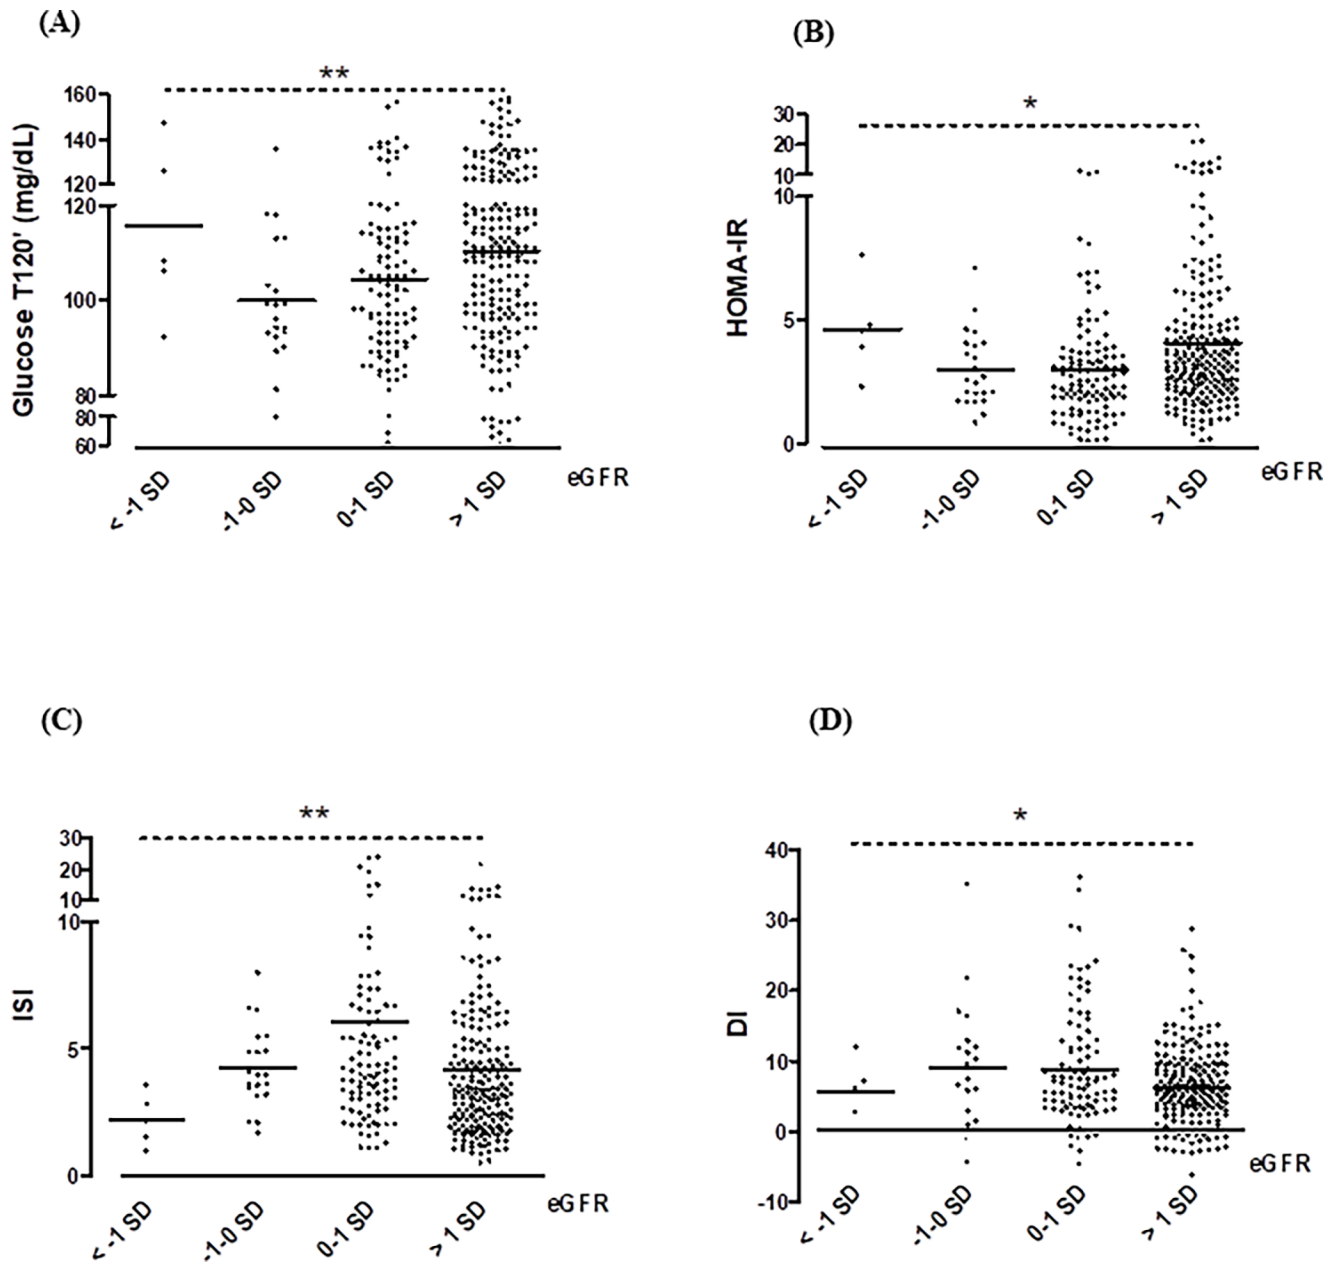 (A)
**
Glucose T120' (mg/dL)
160
140
120
120
100
80
80
60
< -1 SD
-1-0 SD
0-1 SD
> 1 SD
eGFR
(B)
*
HOMA-IR
30
20
10
10
5
0
< -1 SD
-1-0 SD
0-1 SD
> 1 SD
eGFR
(C)
**
ISI
30
20
10
10
5
0
< -1 SD
-1-0 SD
0-1 SD
> 1 SD
eGFR
(D)
*
DI
40
30
20
10
0
-10
< -1 SD
-1-0 SD
0-1 SD
> 1 SD
eGFR